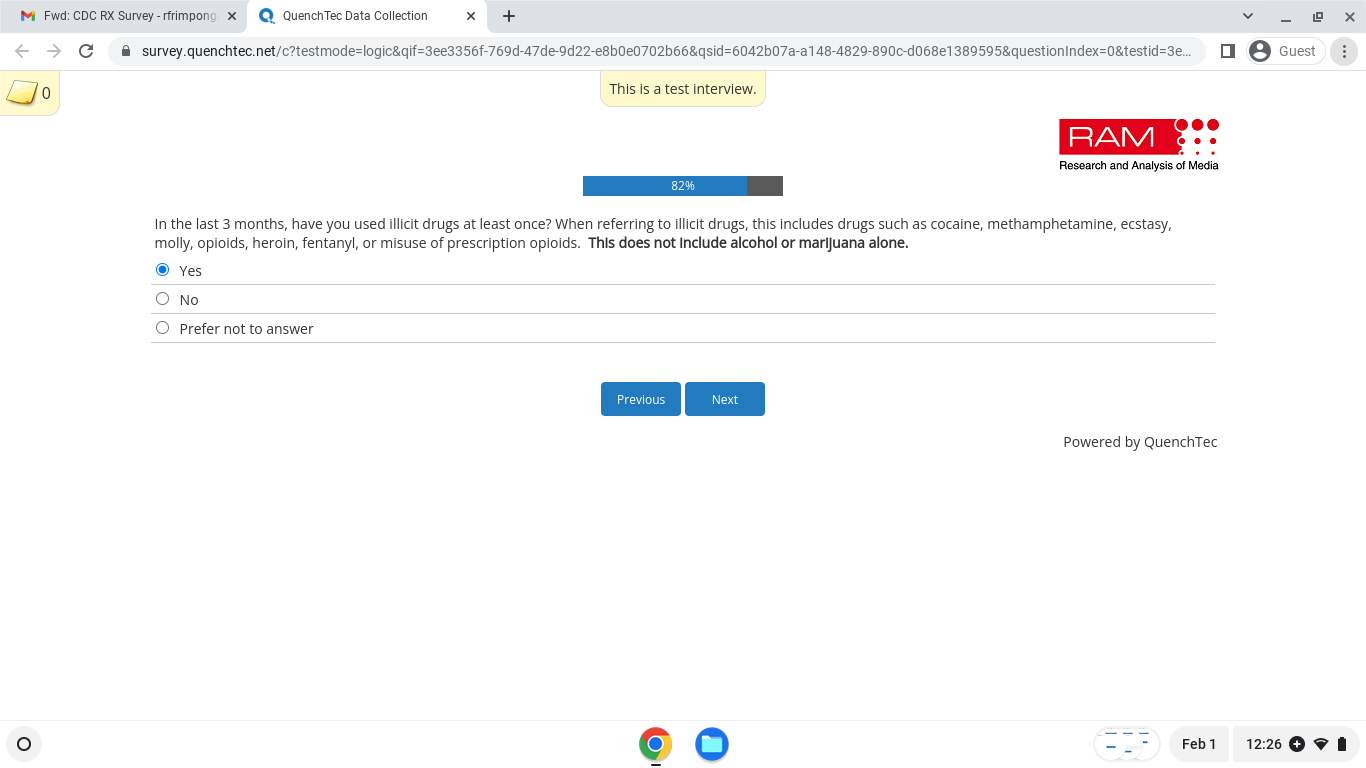 Fwd: CDC RX Survey - rfrimpong
QuenchTec Data Collection
survey.quenchtec.net/c?testmode=logic&qif=3ee3356f-769d-47de-9d22-e8b0e0702b66&qsid=6042b07a-a148-4829-890c-d068e1389595&questionIndex=0&testid=3e...
Guest
0
This is a test interview.
RAM
Research and Analysis of Media
82%
In the last 3 months, have you used illicit drugs at least once? When referring to illicit drugs, this includes drugs such as cocaine, methamphetamine, ecstasy,
molly, opioids, heroin, fentanyl, or misuse of prescription opioids. This does not include alcohol or marijuana alone.
Yes
No
Prefer not to answer
Previous
Next
Powered by QuenchTec
Feb 1
12:26